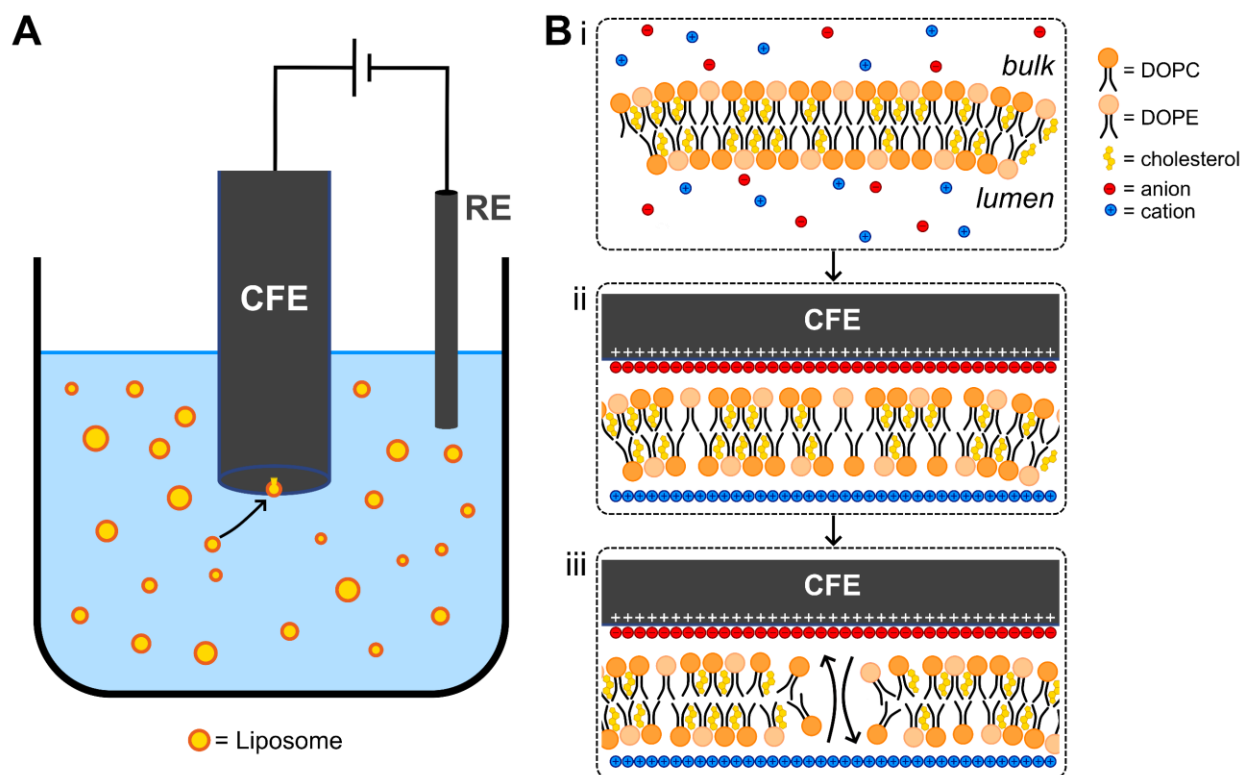 A
RE
CFE
= Liposome
B
i
bulk
lumen
= DOPC
= DOPE
= cholesterol
= anion
= cation
ii
CFE
iii
CFE